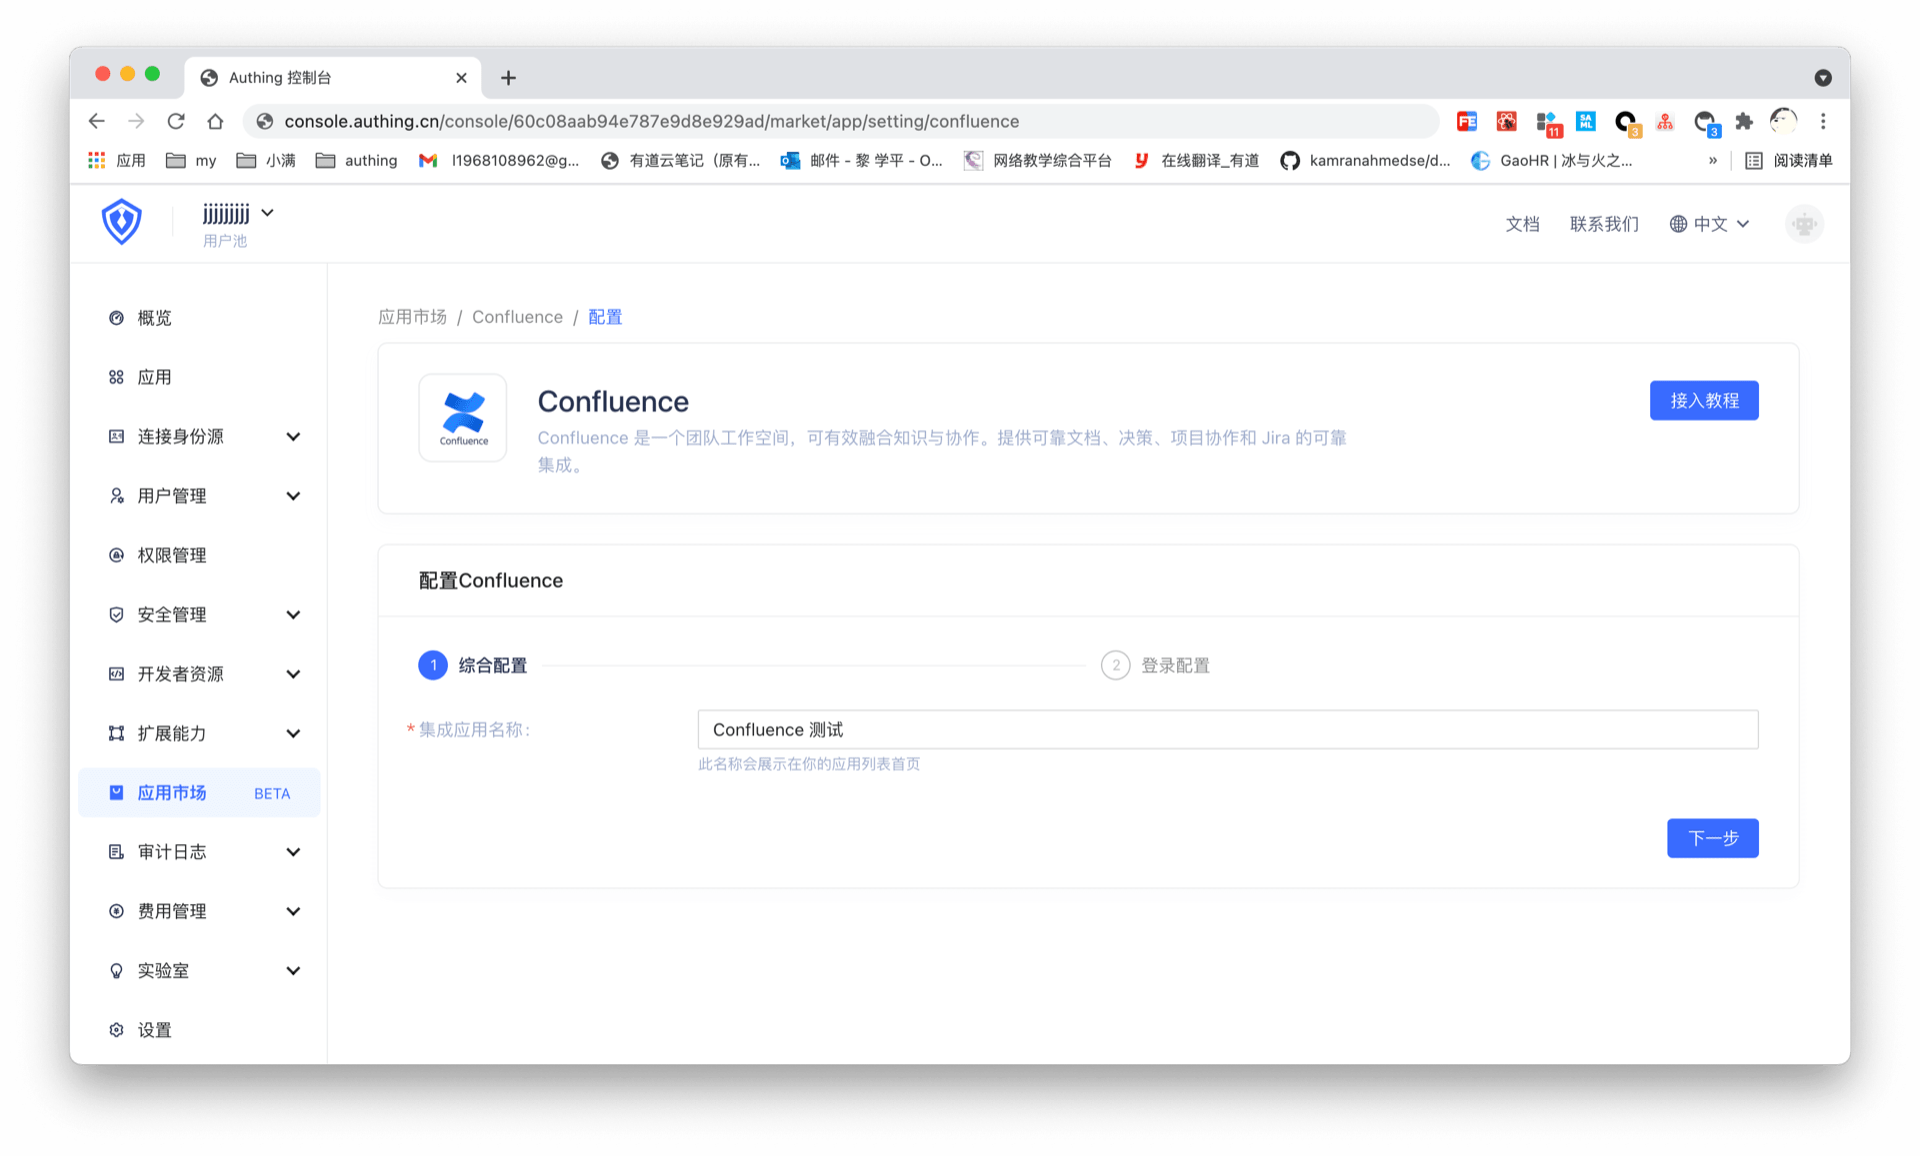 Authing 控制台
console.authing.cn/console/60c08aab94e787e9d8e929ad/market/app/setting/confluence
FE
11
SA
ML
3
3
应用
my
小满
authing
l1968108962@g...
有道云笔记（原有...
邮件 - 黎 学平 - O...
网络教学综合平台
在线翻译_有道
kamranahmedse/d...
GaoHR | 冰与火之...
»
阅读清单
jjjjjjjjj
用户池
文档
联系我们
中文
概览
应用
连接身份源
用户管理
权限管理
安全管理
开发者资源
扩展能力
应用市场 BETA
审计日志
费用管理
实验室
设置
应用市场 / Confluence / 配置
Confluence
Confluence
Confluence 是一个团队工作空间，可有效融合知识与协作。提供可靠文档、决策、项目协作和 Jira 的可靠
集成。
接入教程
配置Confluence
1 综合配置
2 登录配置
* 集成应用名称：
Confluence 测试
此名称会展示在你的应用列表首页
下一步